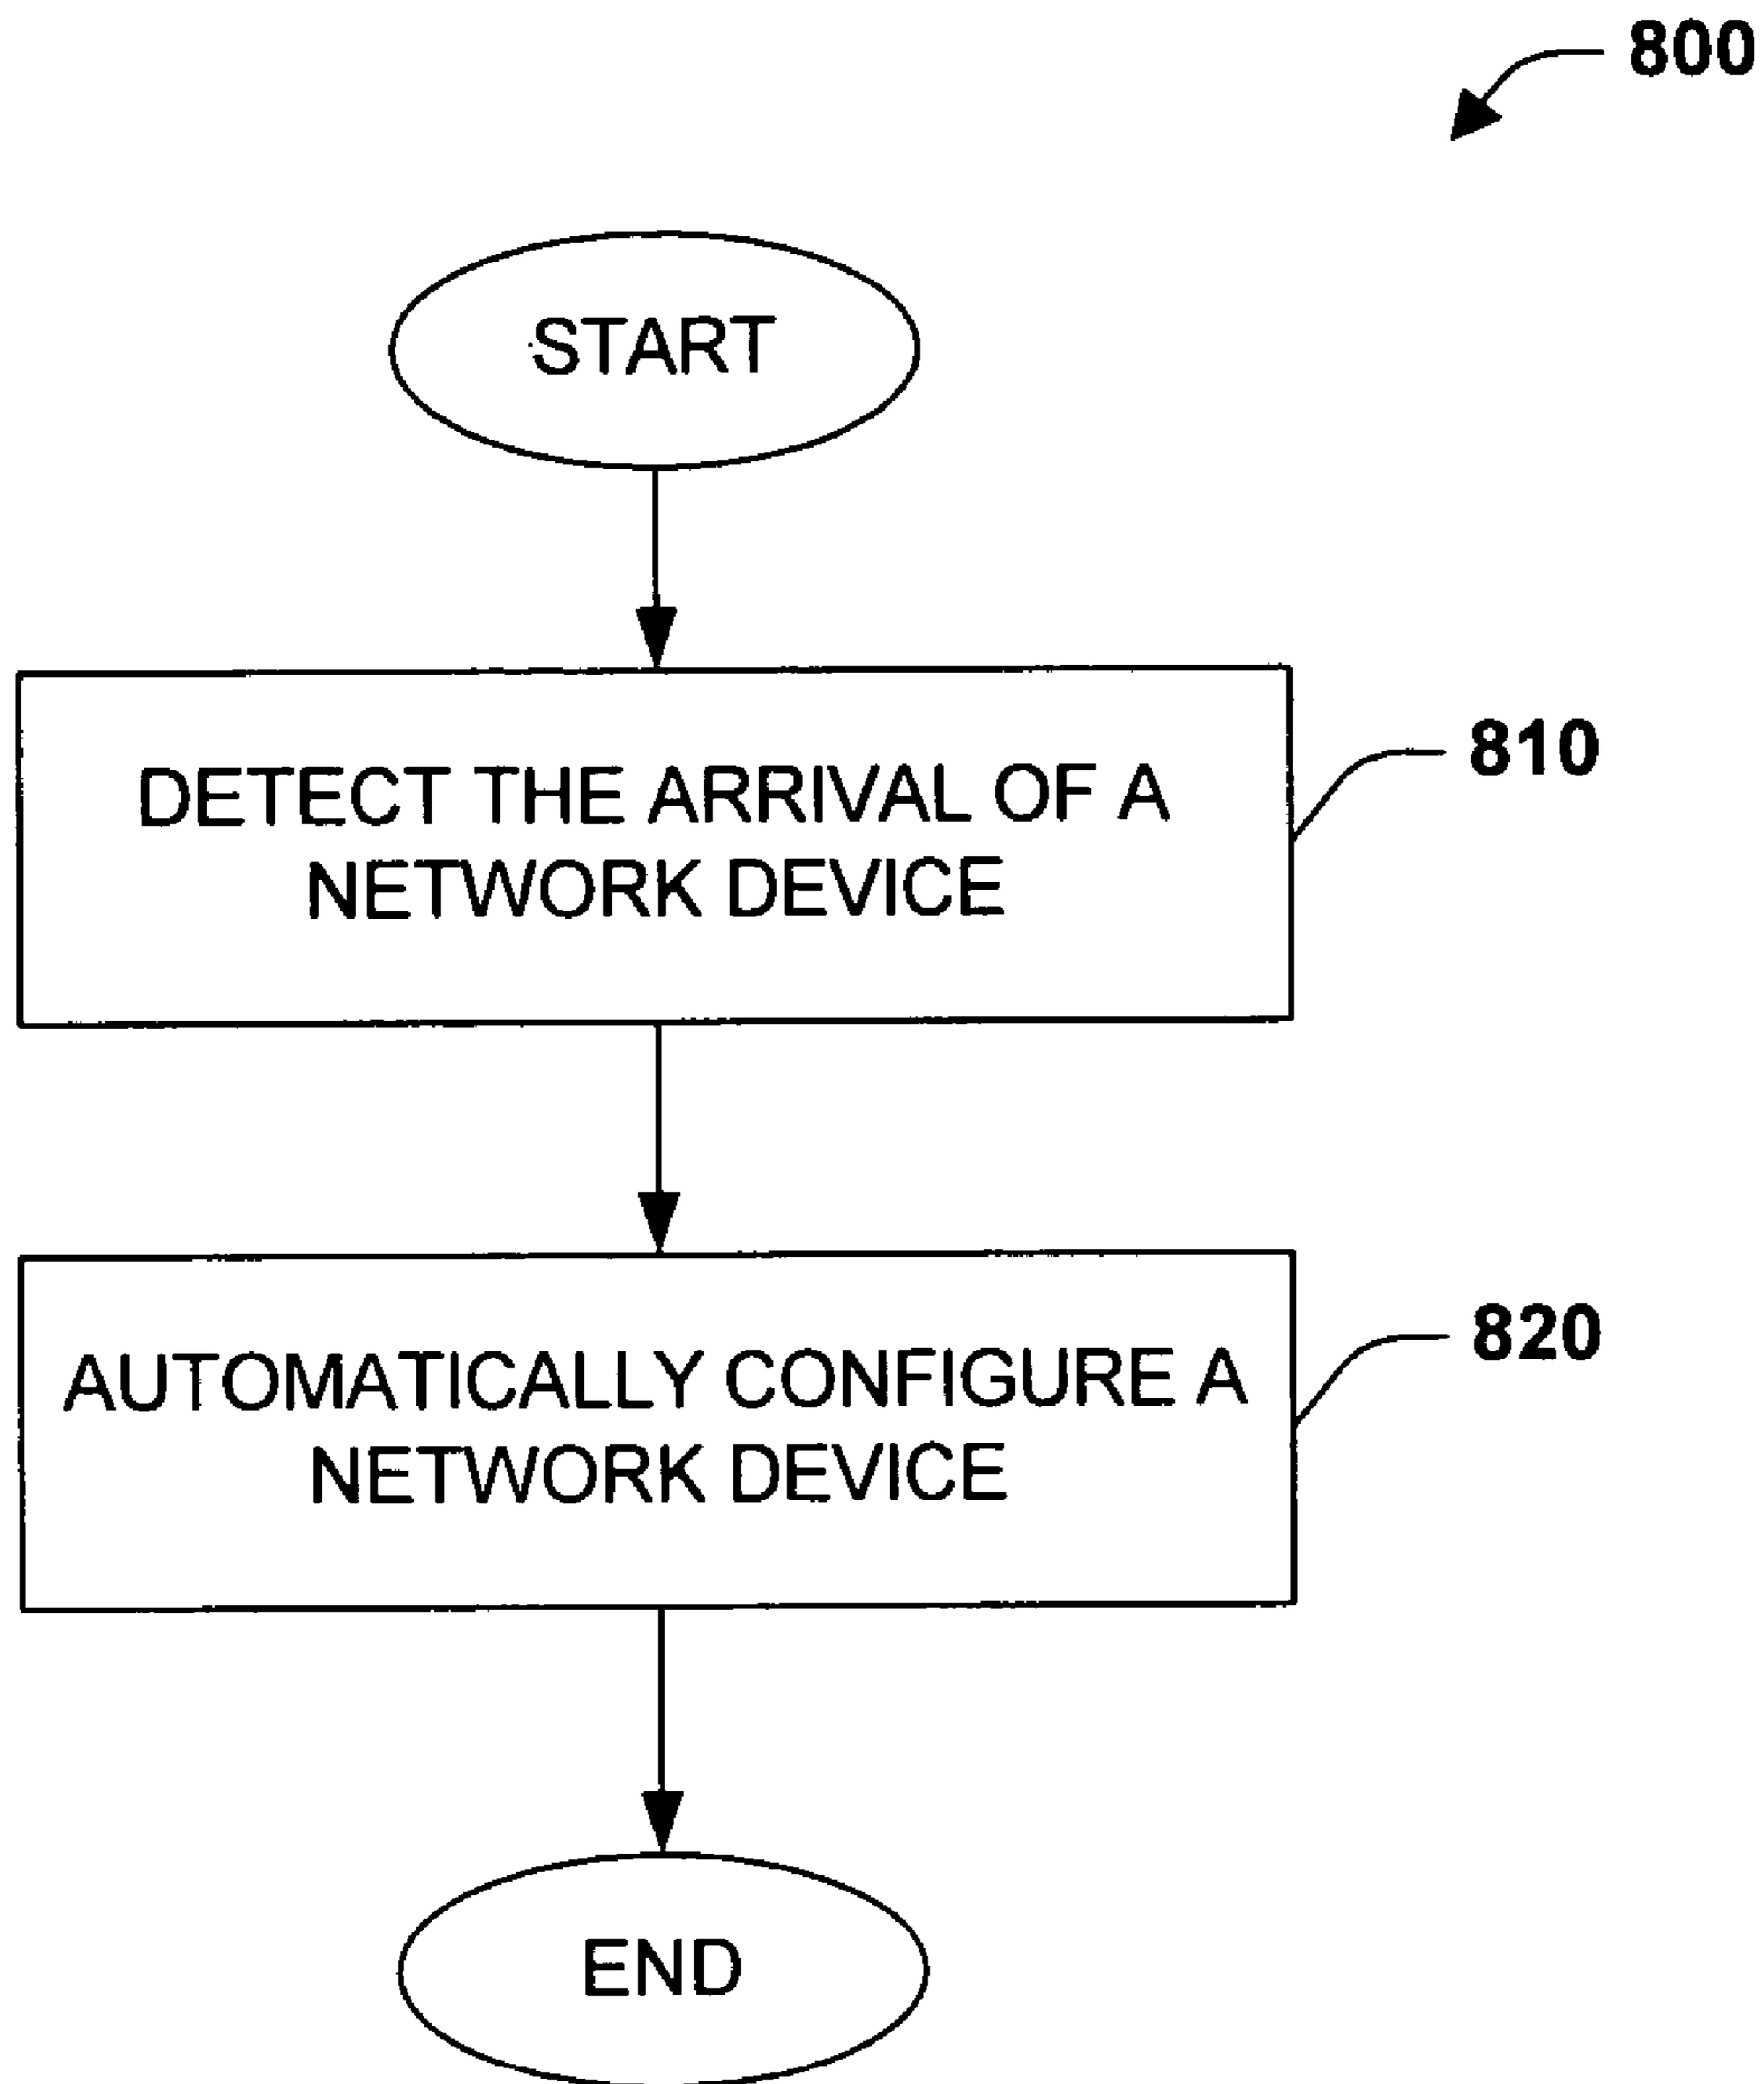 800
START
DETECT THE ARRIVAL OF A
NETWORK DEVICE
810
AUTOMATICALLY CONFIGURE A
NETWORK DEVICE
820
END